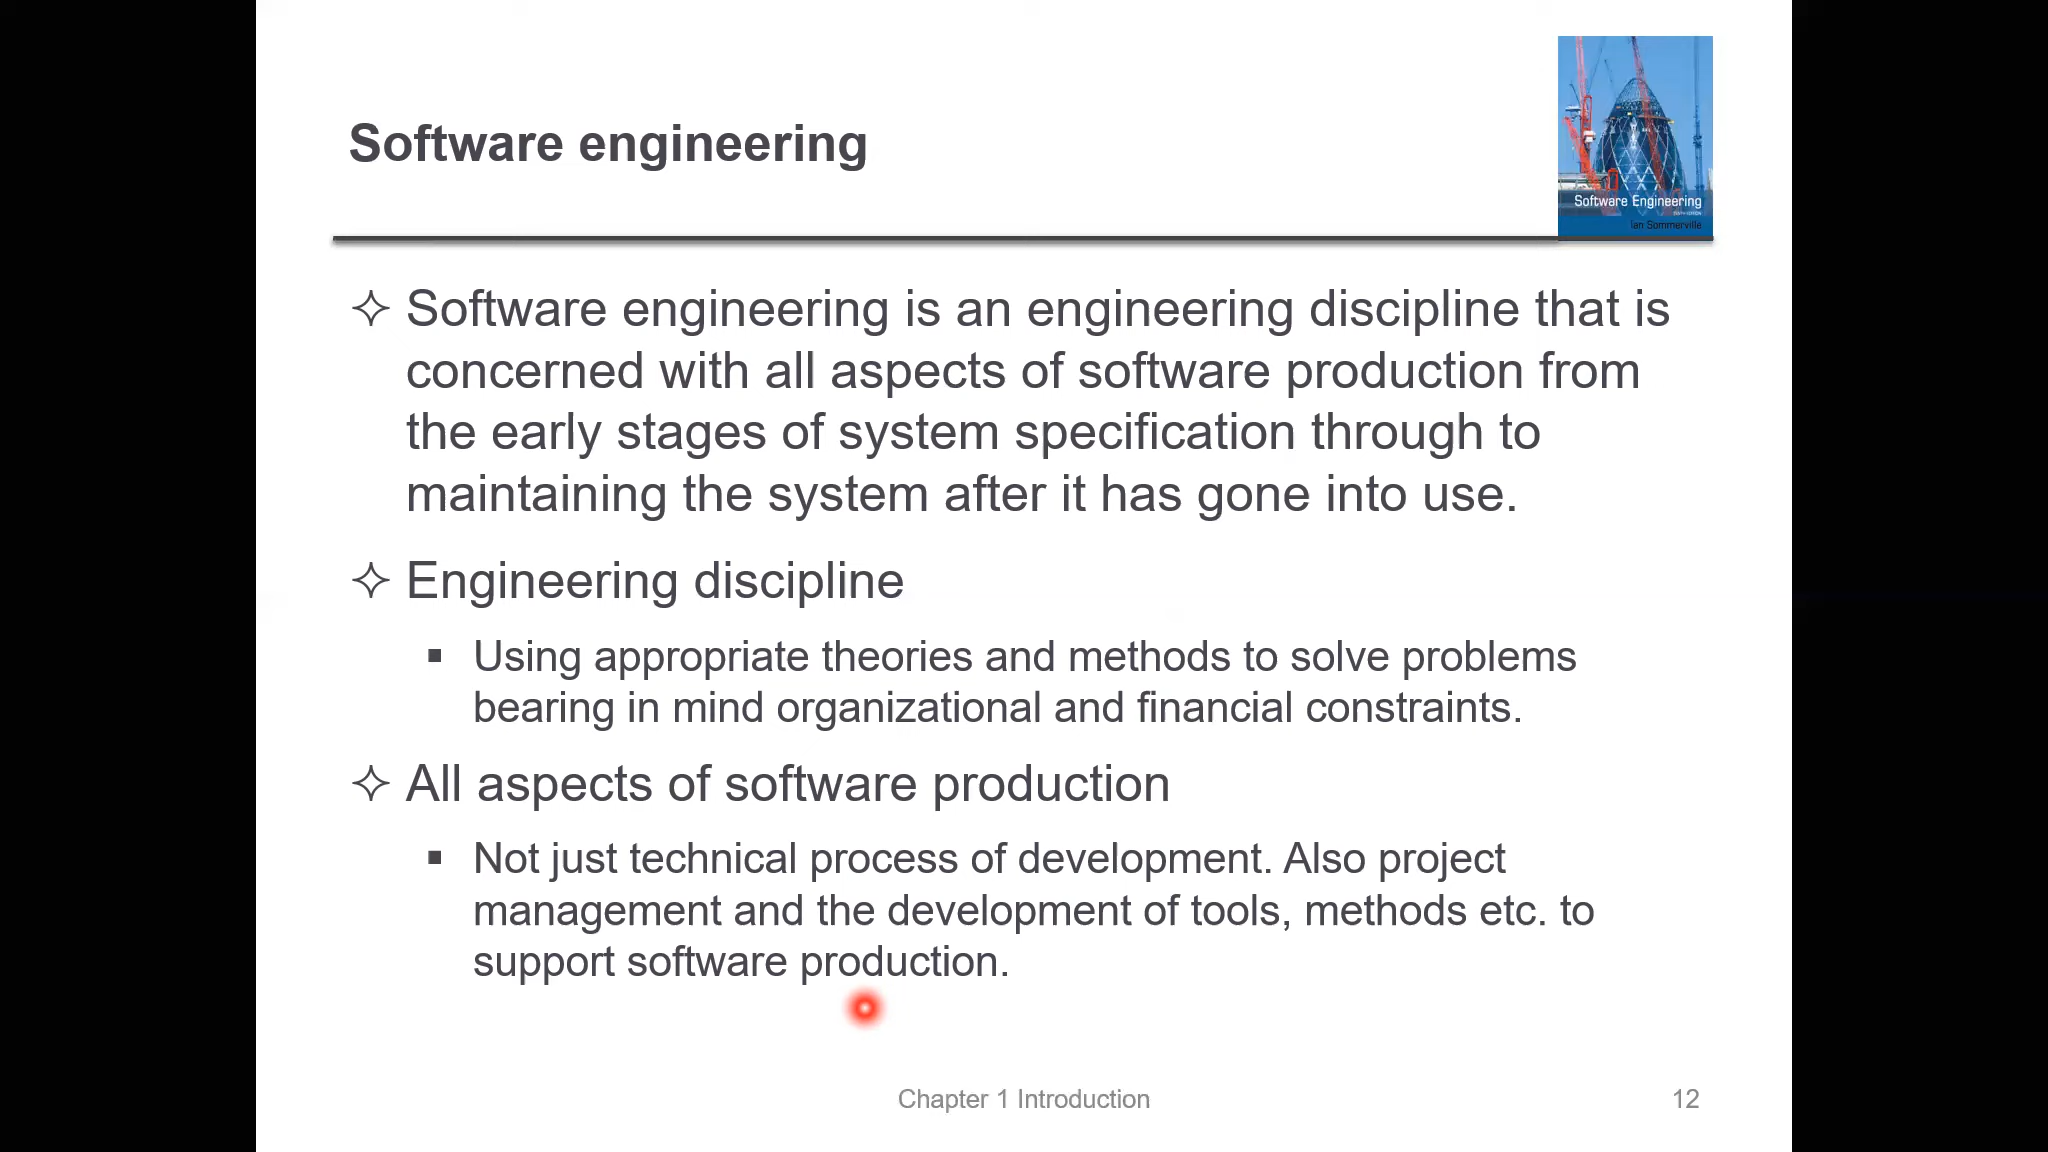 Software engineering
Software Engineering
Ian Sommerville
Software engineering is an engineering discipline that is
concerned with all aspects of software production from
the early stages of system specification through to
maintaining the system after it has gone into use.
Engineering discipline
Using appropriate theories and methods to solve problems
bearing in mind organizational and financial constraints.
All aspects of software production
Not just technical process of development. Also project
management and the development of tools, methods etc. to
support software production.
Chapter 1 Introduction
12